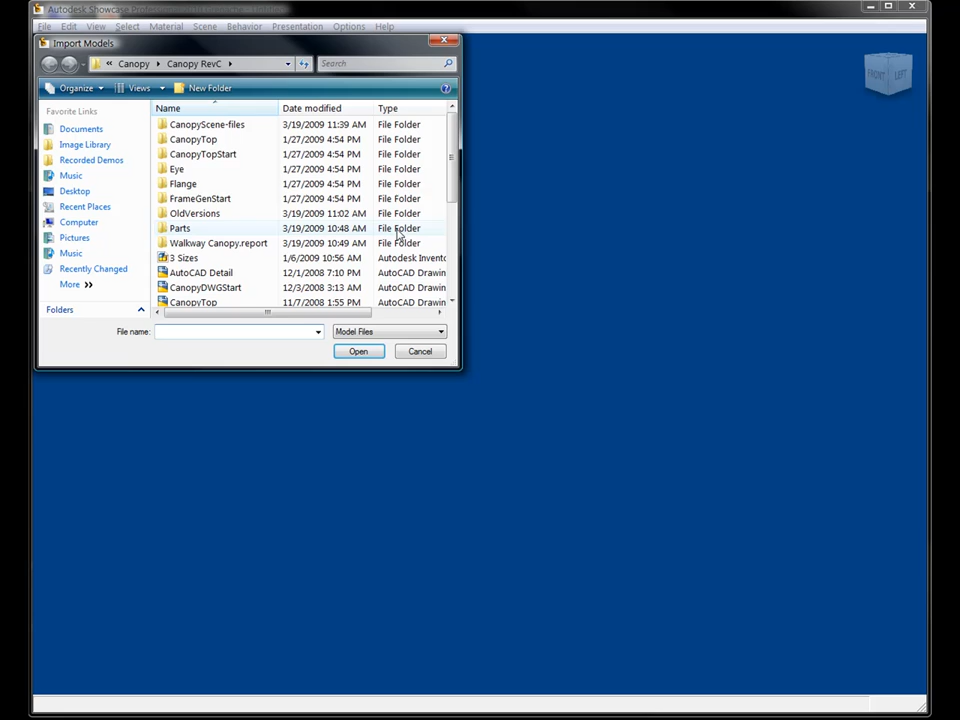 Autodesk Showcase Professional
File Edit View Select Material Scene Behavior Presentation Options Help
Import Models
Canopy Canopy RevC Search
Organize Views New Folder
Favorite Links
Documents
Image Library
Recorded Demos
Music
Desktop
Recent Places
Computer
Pictures
Music
Recently Changed
More
Folders
Name Date modified Type
CanopyScene-files 3/19/2009 11:39 AM File Folder
CanopyTop 1/27/2009 4:54 PM File Folder
CanopyTopStart 1/27/2009 4:54 PM File Folder
Eye 1/27/2009 4:54 PM File Folder
Flange 1/27/2009 4:54 PM File Folder
FrameGenStart 1/27/2009 4:54 PM File Folder
OldVersions 3/19/2009 11:02 AM File Folder
Parts 3/19/2009 10:48 AM File Folder
Walkway Canopy.report 3/19/2009 10:49 AM File Folder
3 Sizes 1/6/2009 10:56 AM Autodesk Invento
AutoCAD Detail 12/1/2008 7:10 PM AutoCAD Drawin
CanopyDWGStart 12/3/2008 3:13 AM AutoCAD Drawin
CanopyTop 11/7/2008 1:55 PM AutoCAD Drawin
File name: Model Files
Open Cancel
FRONT LEFT